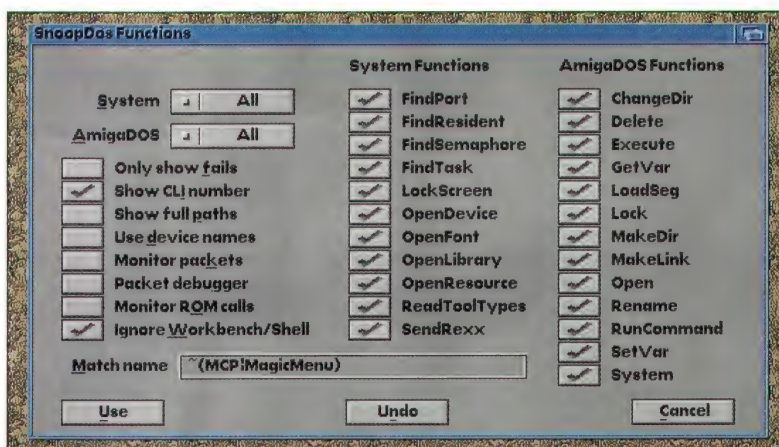 SnoopDos Functions
System Functions
AmigaDOS Functions
System All
AmigaDOS All
Only show fails
Show CLI number
Show full paths
Use device names
Monitor packets
Packet debugger
Monitor ROM calls
Ignore Workbench/Shell
FindPort
FindResident
FindSemaphore
FindTask
LockScreen
OpenDevice
OpenFont
OpenLibrary
OpenResource
ReadToolTypes
SendRexx
ChangeDir
Delete
Execute
GetVar
LoadSeg
Lock
MakeDir
MakeLink
Open
Rename
RunCommand
SetVar
System
Match name ~(MCP|MagicMenu)
Use Undo Cancel